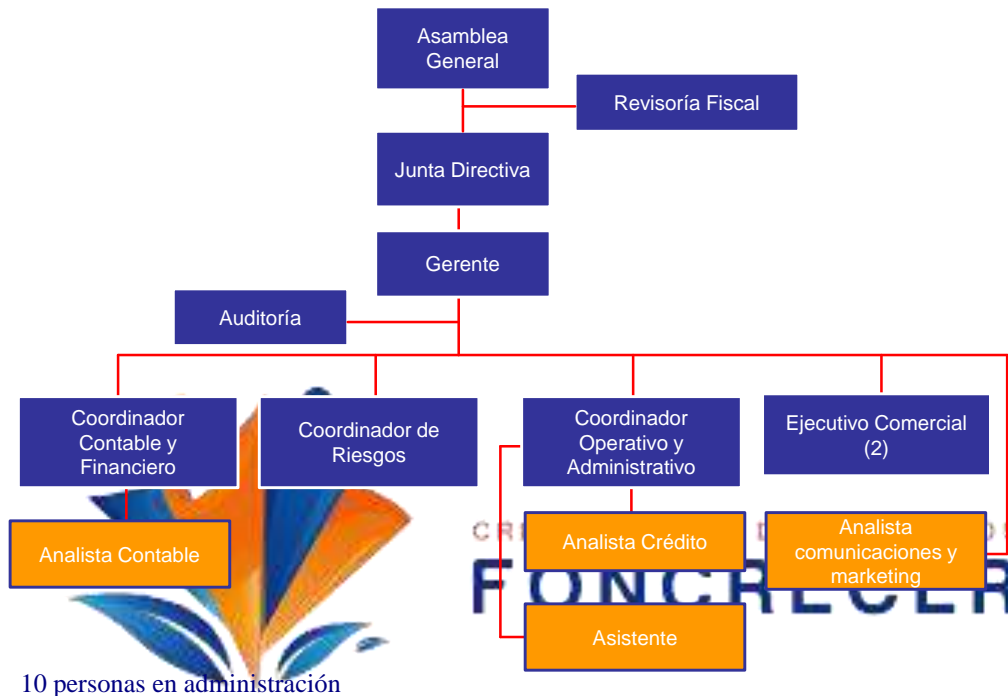 Asamblea
General
Revisoría Fiscal
Junta Directiva
Gerente
Auditoría
Coordinador
Contable y
Financiero
Coordinador de
Riesgos
Coordinador
Operativo y
Administrativo
Ejecutivo Comercial
(2)
Analista Contable
Analista Crédito
Analista
comunicaciones y
marketing
FONCRECER
Asistente
10 personas en administración